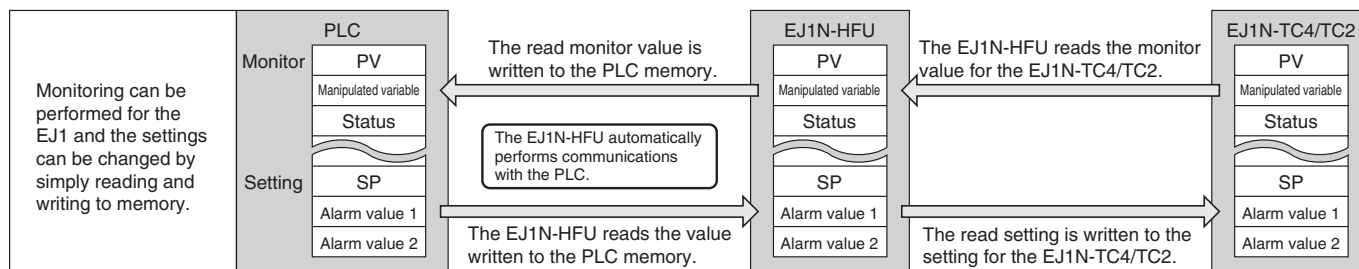 Monitoring can be
performed for the
EJ1 and the settings
can be changed by
simply reading and
writing to memory.
PLC
Monitor
PV
Manipulated variable
Status
Setting
SP
Alarm value 1
Alarm value 2
The read monitor value is
written to the PLC memory.
The EJ1N-HFU automatically
performs communications
with the PLC.
The EJ1N-HFU reads the value
written to the PLC memory.
EJ1N-HFU
PV
Manipulated variable
Status
SP
Alarm value 1
Alarm value 2
The EJ1N-HFU reads the monitor
value for the EJ1N-TC4/TC2.
The read setting is written to the
setting for the EJ1N-TC4/TC2.
EJ1N-TC4/TC2
PV
Manipulated variable
Status
SP
Alarm value 1
Alarm value 2